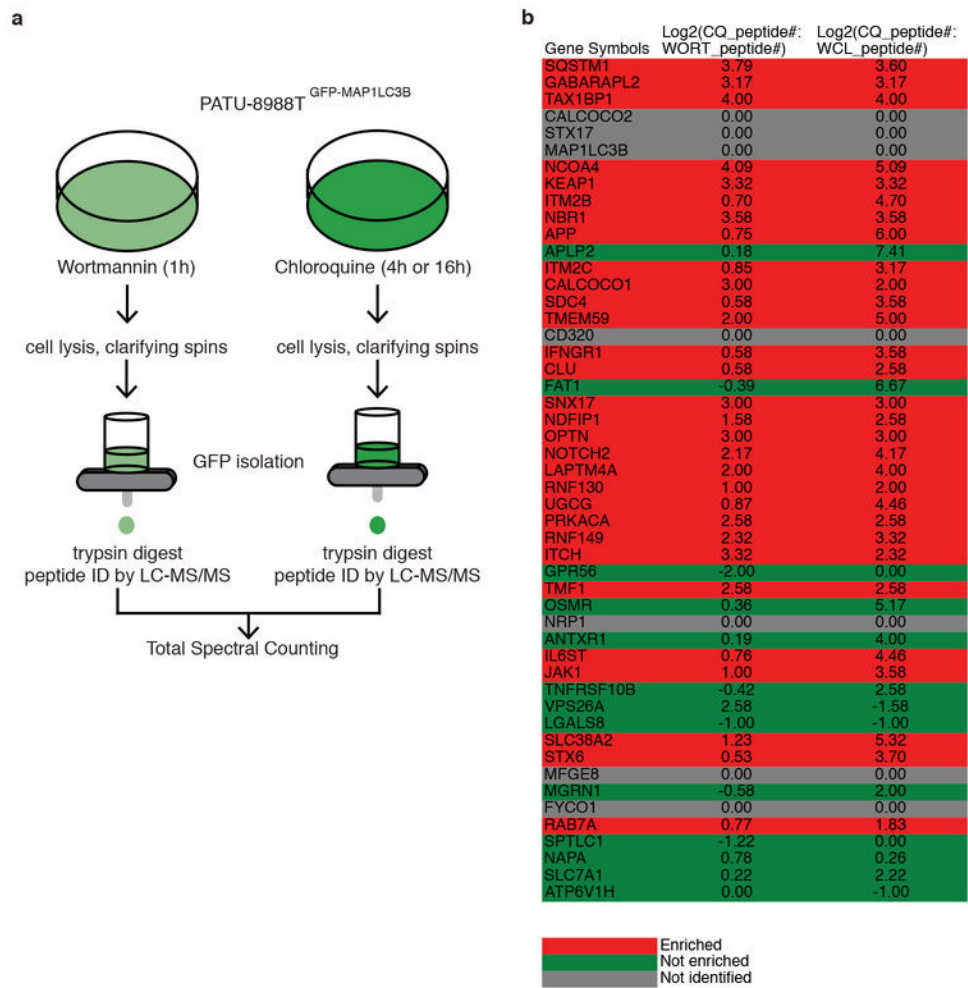 a
PATU-8988T GFP-MAP1LC3B
Wortmannin (1h)
Chloroquine (4h or 16h)
cell lysis, clarifying spins
cell lysis, clarifying spins
GFP isolation
trypsin digest
peptide ID by LC-MS/MS
trypsin digest
peptide ID by LC-MS/MS
Total Spectral Counting
b
Gene Symbols
Log2(CQ_peptide#:
WORT_peptide#)
Log2(CQ_peptide#:
WCL_peptide#)
SQSTM1 3.79 3.60
GABARAPL2 3.17 3.17
TAX1BP1 4.00 4.00
CALCOCO2 0.00 0.00
STX17 0.00 0.00
MAP1LC3B 0.00 0.00
NCOA4 4.09 5.09
KEAP1 3.32 3.32
ITM2B 0.70 4.70
NBR1 3.58 3.58
APP 0.75 6.00
APLP2 0.18 7.41
ITM2C 0.85 3.17
CALCOCO1 3.00 2.00
SDC4 0.58 3.58
TMEM59 2.00 5.00
CD320 0.00 0.00
IFNGR1 0.58 3.58
CLU 0.58 2.58
FAT1 -0.39 6.67
SNX17 3.00 3.00
NDFIP1 1.58 2.58
OPTN 3.00 3.00
NOTCH2 2.17 4.17
LAPTM4A 2.00 4.00
RNF130 1.00 2.00
UGCG 0.87 4.46
PRKACA 2.58 2.58
RNF149 2.32 3.32
ITCH 3.32 2.32
GPR56 -2.00 0.00
TMF1 2.58 2.58
OSMR 0.36 5.17
NRP1 0.00 0.00
ANTXR1 0.19 4.00
IL6ST 0.76 4.46
JAK1 1.00 3.58
TNFRSF10B -0.42 2.58
VPS26A 2.58 -1.58
LGALS8 -1.00 -1.00
SLC38A2 1.23 5.32
STX6 0.53 3.70
MFGE8 0.00 0.00
MGRN1 -0.58 2.00
FYCO1 0.00 0.00
RAB7A 0.77 1.83
SPTLC1 -1.22 0.00
NAPA 0.78 0.26
SLC7A1 0.22 2.22
ATP6V1H 0.00 -1.00
Enriched
Not enriched
Not identified